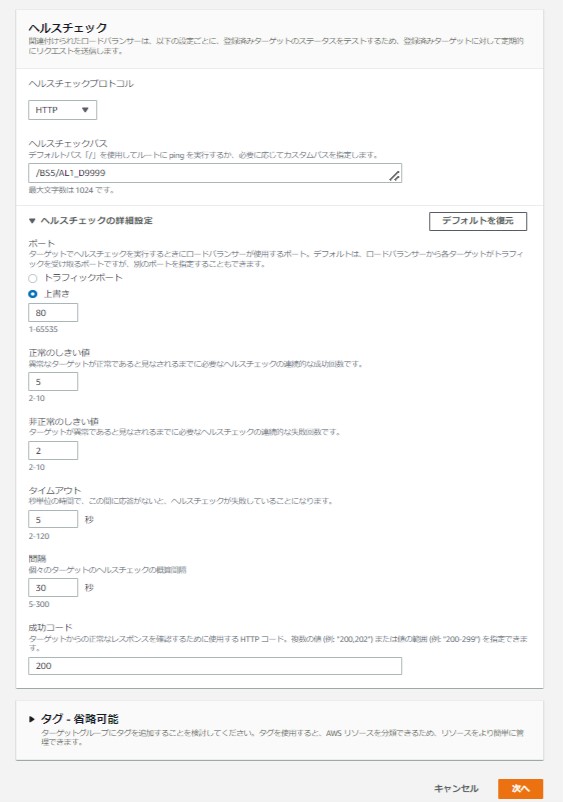 ヘルスチェック
関連付けられたロードバランサーは、以下の設定ごとに、登録済みターゲットのステータスをテストするため、登録済みターゲットに対して定期的
にリクエストを送信します。
ヘルスチェックプロトコル
HTTP
ヘルスチェックパス
デフォルトパス「/」を使用してルートに ping を実行するか、必要に応じてカスタムパスを指定します。
/BS5/AL1_D9999
最大文字数は 1024 です。
ヘルスチェックの詳細設定
デフォルトを復元
ポート
ターゲットでヘルスチェックを実行するときにロードバランサーが使用するポート。デフォルトは、ロードバランサーから各ターゲットがトラフィ
ックを受け取るポートですが、別のポートを指定することもできます。
トラフィックポート
上書き
80
1-65535
正常のしきい値
異常なターゲットが正常であると見なされるまでに必要なヘルスチェックの連続的な成功回数です。
5
2-10
非正常のしきい値
ターゲットが異常であると見なされるまでに必要なヘルスチェックの連続的な失敗回数です。
2
2-10
タイムアウト
秒単位の時間で、この間に応答がないと、ヘルスチェックが失敗していることになります。
5 秒
2-120
間隔
個々のターゲットのヘルスチェックの概算間隔
30 秒
5-300
成功コード
ターゲットからの正常なレスポンスを確認するために使用する HTTP コード。複数の値 (例: "200,202") または値の範囲 (例: "200-299") を指定できま
す。
200
タグ - 省略可能
ターゲットグループにタグを追加することを検討してください。タグを使用すると、AWS リソースを分類できるため、リソースをより簡単に管
理できます。
キャンセル
次へ